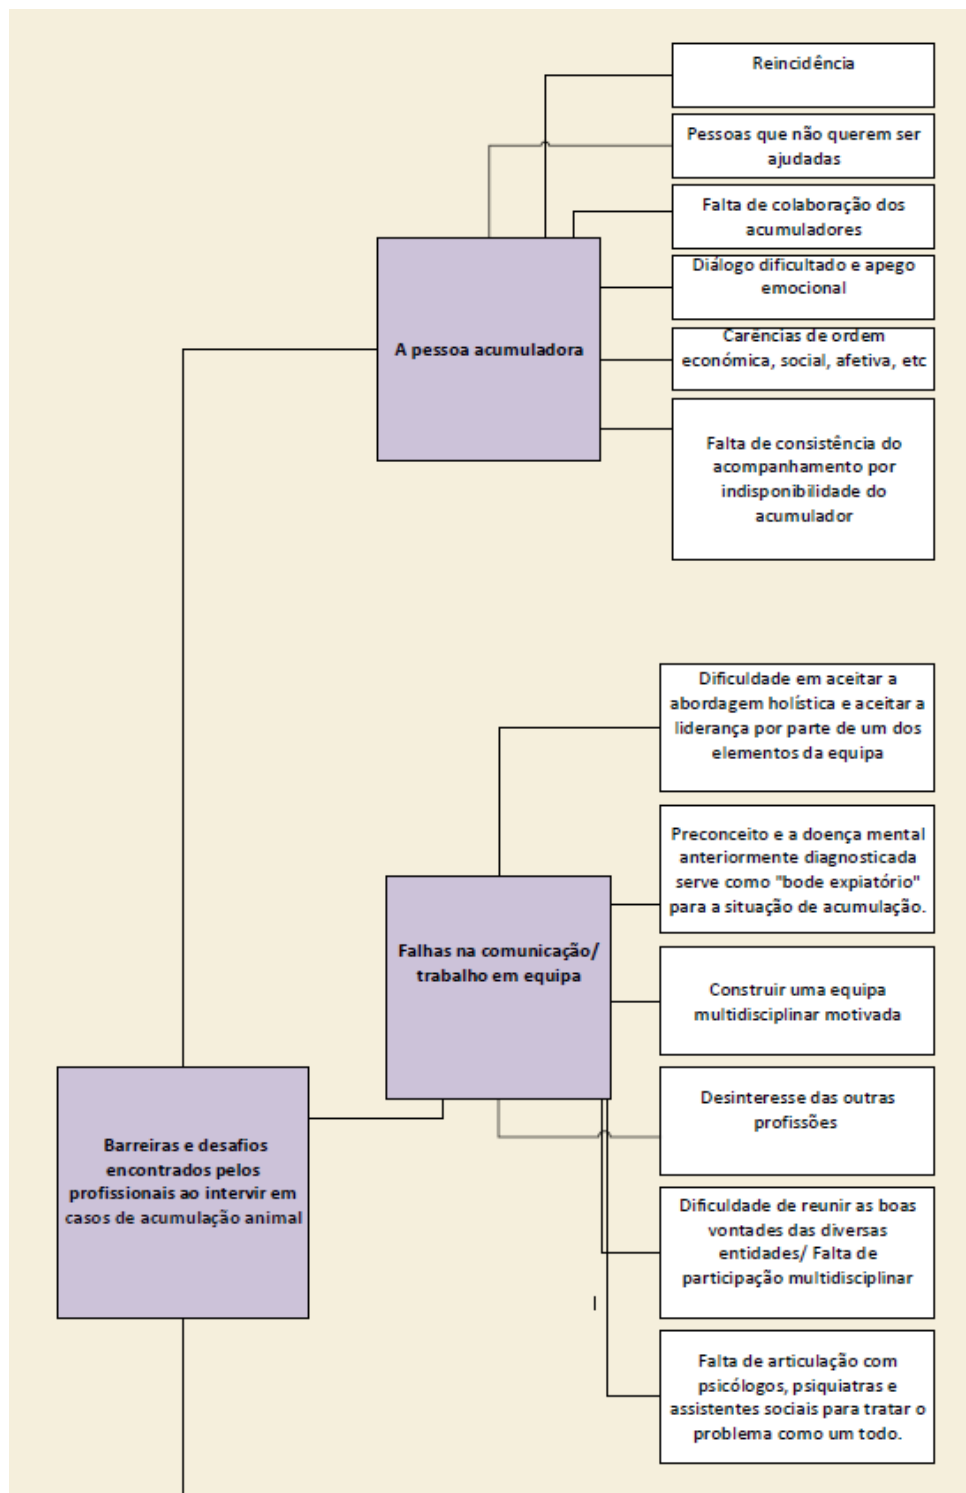 Reincidência
Pessoas que não querem ser
ajudadas
Falta de colaboração dos
acumuladores
Diálogo dificultado e apego
emocional
Carências de ordem
económica, social, afetiva, etc
Falta de consistência do
acompanhamento por
indisponibilidade do
acumulador
A pessoa acumuladora
Dificuldade em aceitar a
abordagem holística e aceitar a
liderança por parte de um dos
elementos da equipa
Preconceito e a doença mental
anteriormente diagnosticada
serve como "bode expiatório"
para a situação de acumulação.
Construir uma equipa
multidisciplinar motivada
Desinteresse das outras
profissões
Dificuldade de reunir as boas
vontades das diversas
entidades/ Falta de
participação multidisciplinar
Falta de articulação com
psicólogos, psiquiatras e
assistentes sociais para tratar o
problema como um todo.
Falhas na comunicação/
trabalho em equipa
Barreiras e desafios
encontrados pelos
profissionais ao intervir em
casos de acumulação animal